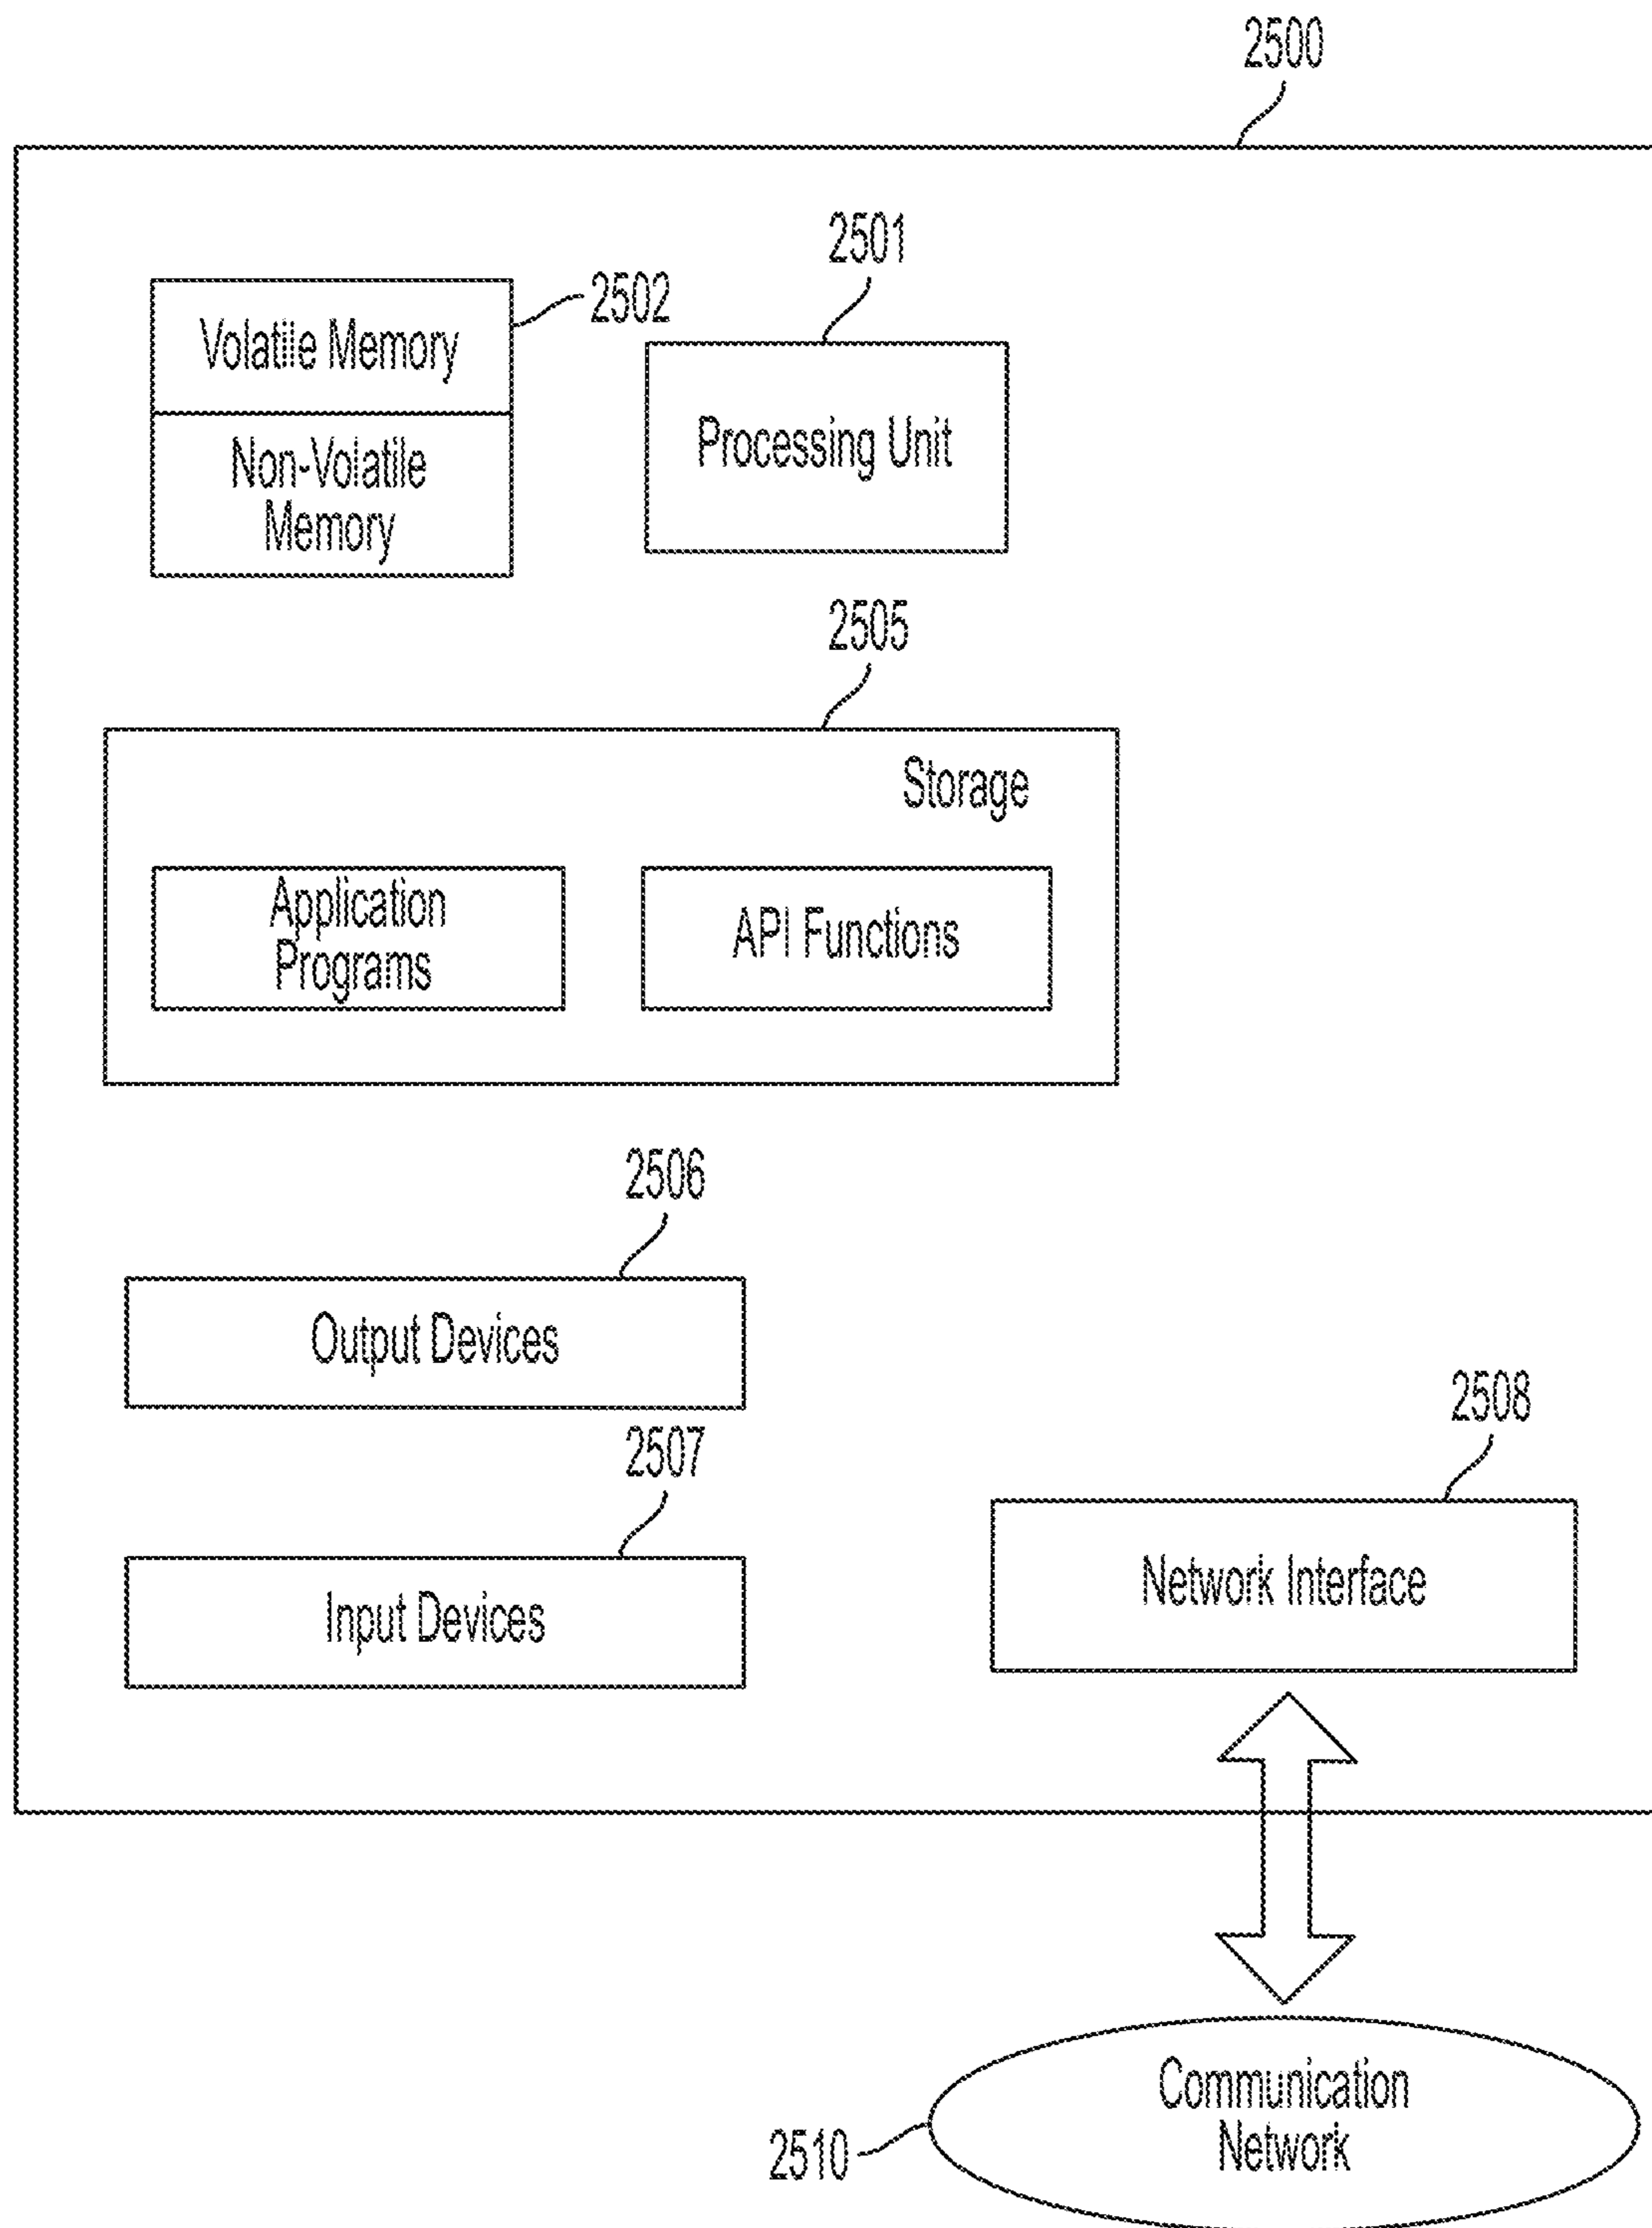 2500
2501
2502
Volatile Memory
Processing Unit
Non-Volatile
Memory
2505
Storage
Application
Programs
API Functions
2506
Output Devices
2508
2507
Network Interface
Input Devices
Communication
Network
2510